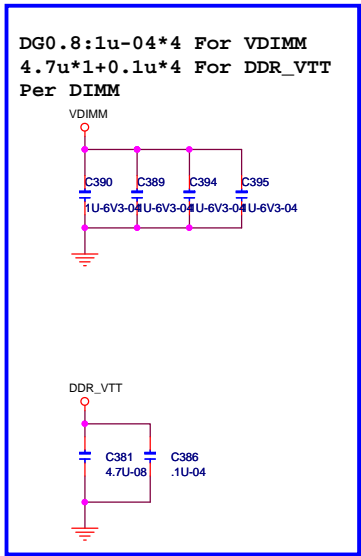 DG0.8:1u-04*4 For VDIMM
4.7u*1+0.1u*4 For DDR_VTT
Per DIMM
VDIMM
C390 C389 C394 C395
1U-6V3-04 1U-6V3-04 1U-6V3-04 1U-6V3-04
DDR_VTT
C381 C386
4.7U-08 .1U-04